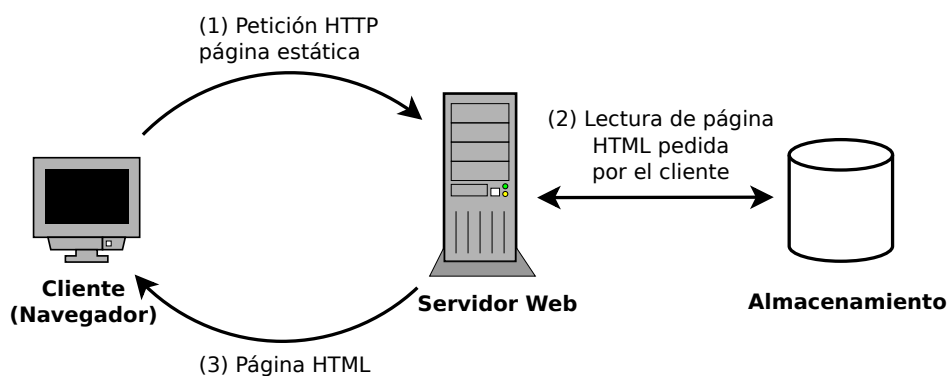 (1) Petición HTTP
página estática
(2) Lectura de página
HTML pedida
por el cliente
Cliente
(Navegador)
Servidor Web
Almacenamiento
(3) Página HTML